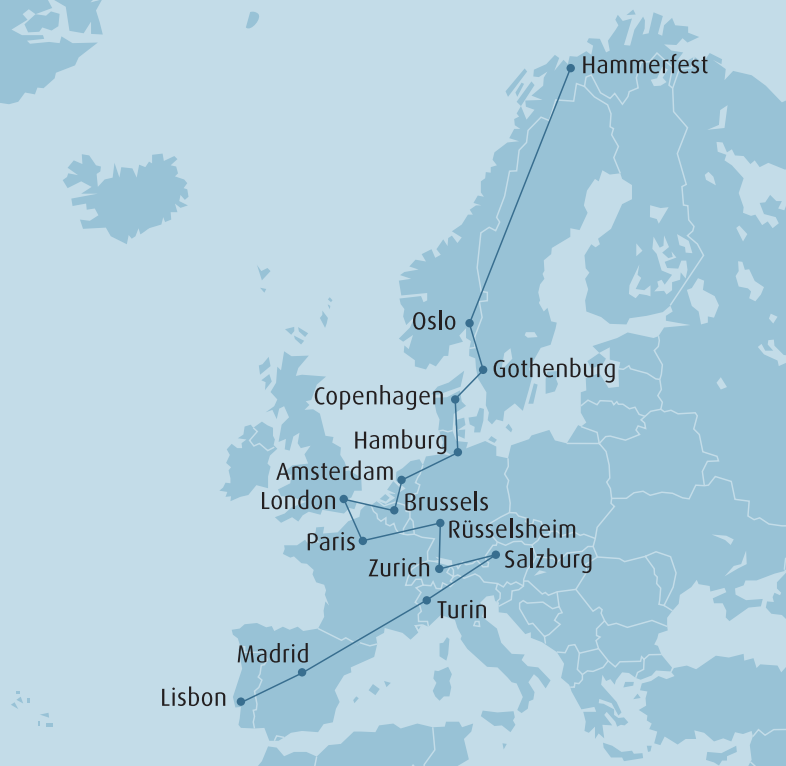 Hammerfest
Oslo
Gothenburg
Copenhagen
Hamburg
Amsterdam
London
Brussels
Rüsselsheim
Paris
Salzburg
Zurich
Turin
Madrid
Lisbon